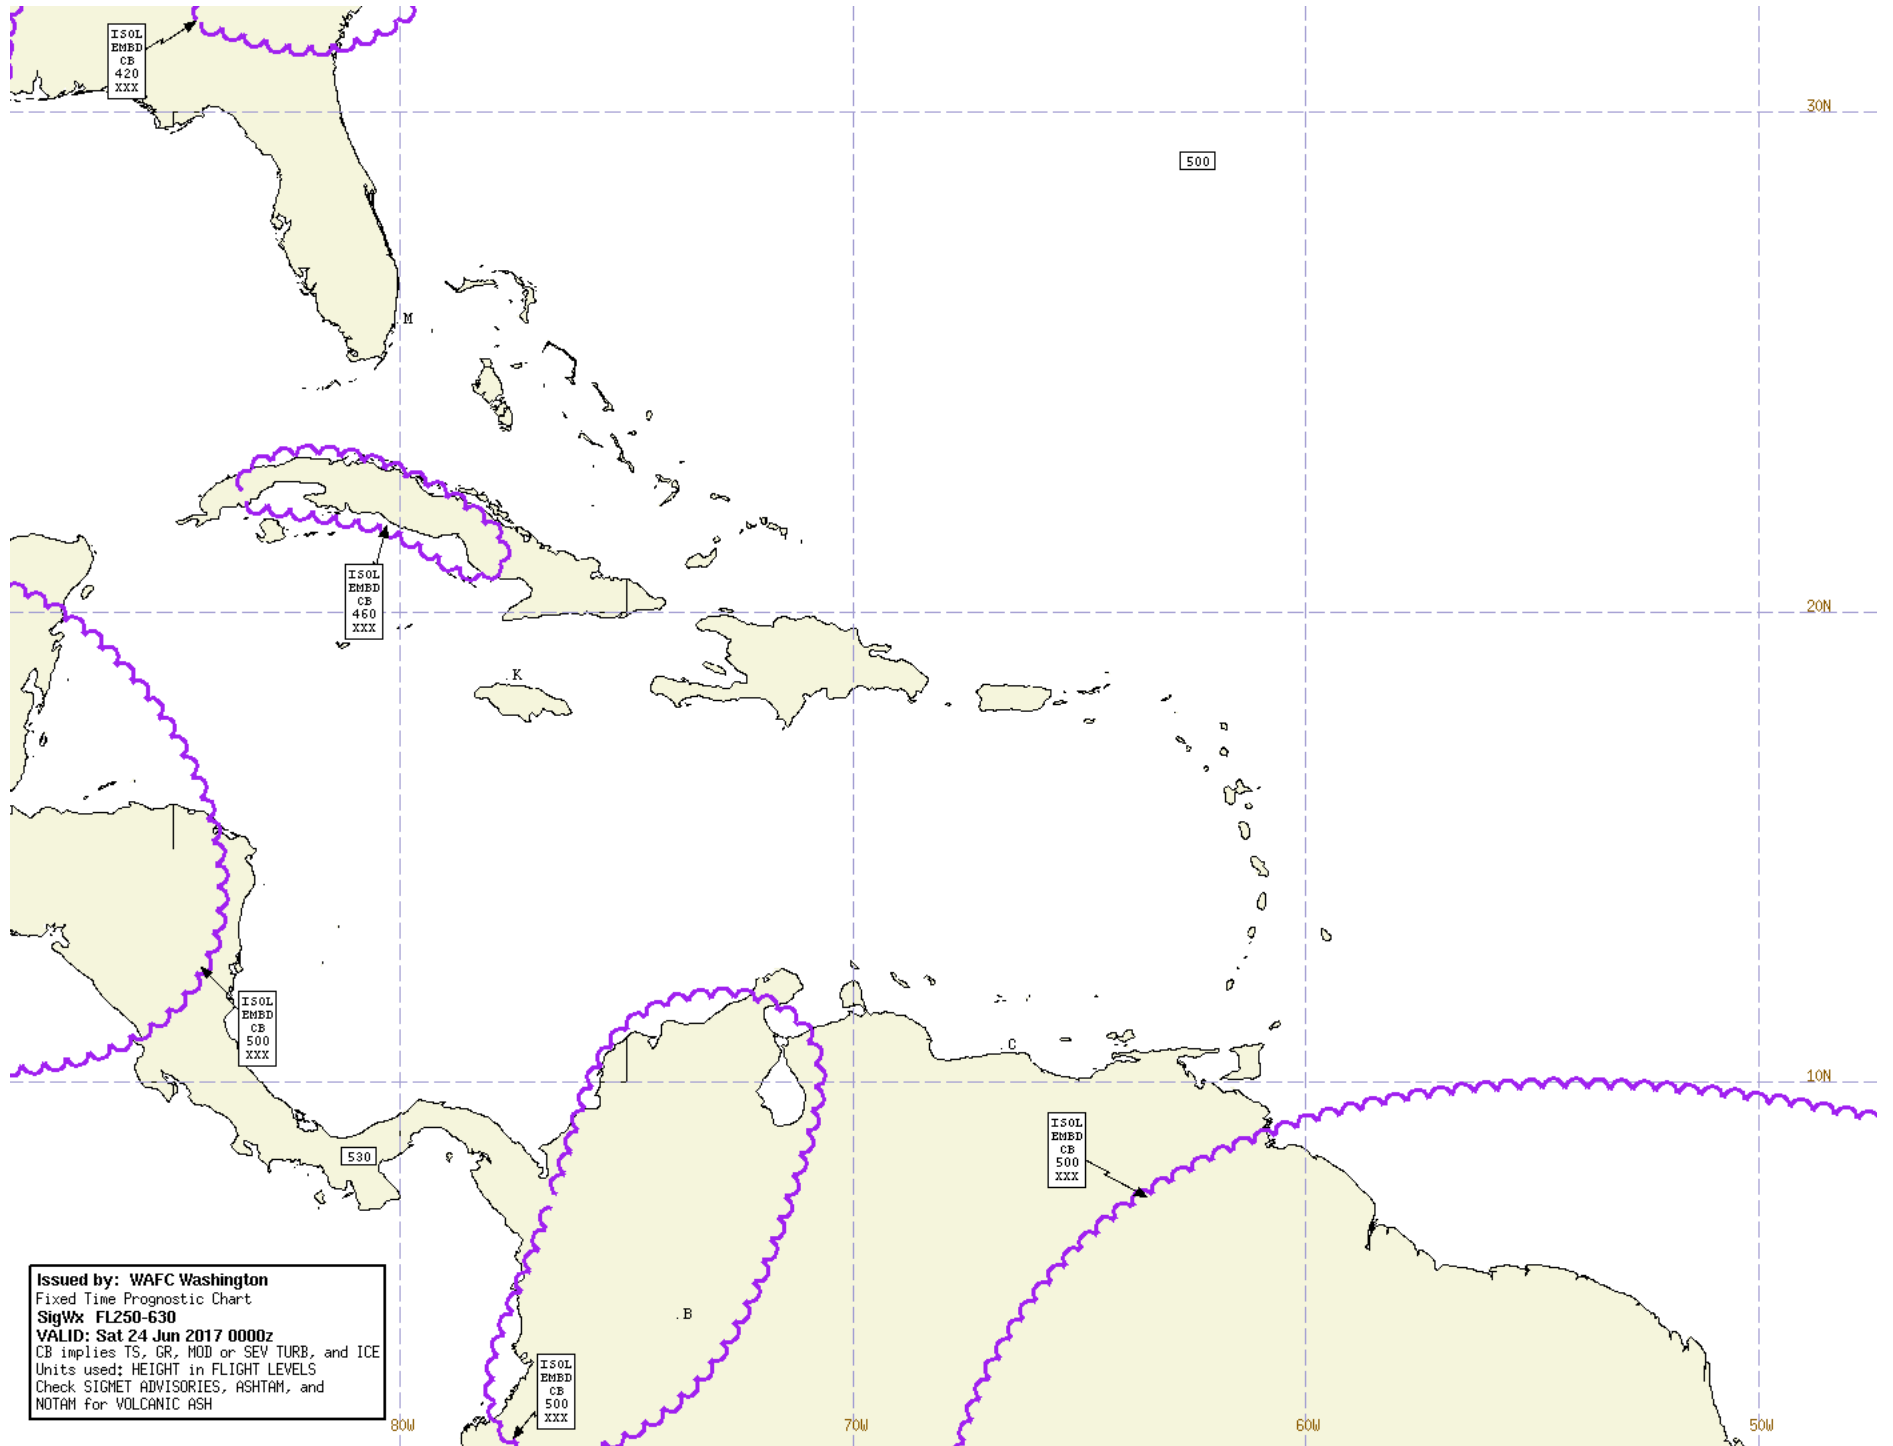 ISOL
EMBD
CB
420
XXX
30N
500
M
ISOL
EMBD
CB
460
XXX
20N
K
ISOL
EMBD
CB
500
XXX
C
10N
ISOL
EMBD
CB
500
XXX
530
B
Issued by: WAFC Washington
Fixed Time Prognostic Chart
SigWx FL250-630
VALID: Sat 24 Jun 2017 0000z
CB implies TS, GR, MOD or SEV TURB, and ICE
Units used: HEIGHT in FLIGHT LEVELS
Check SIGMET ADVISORIES, ASHTAM, and
NOTAM for VOLCANIC ASH
ISOL
EMBD
CB
500
XXX
80W 70W 60W 50W